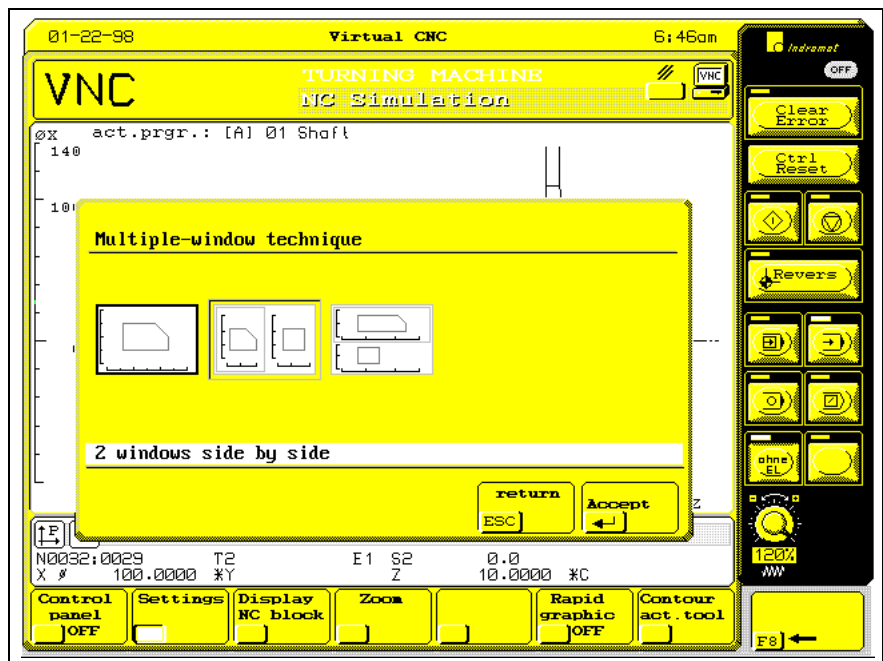 01-22-98 Virtual CNC 6:46am
Indramat
OFF
VNC
TURNING MACHINE
NC Simulation
VNC
Clear
Error
øX act.prgr.: [A] 01 Shaft
140
Ctrl
Reset
10
Multiple-window technique
Revers
2 windows side by side
ohne
EL
return
ESC
Accept
Z
P
120%
N0032:0029 T2 E1 S2 0.0
X ø 100.0000 *Y Z 10.0000 *C
Control
panel
OFF
Settings
Display
NC block
Zoom
Rapid
graphic
OFF
Contour
act.tool
F8